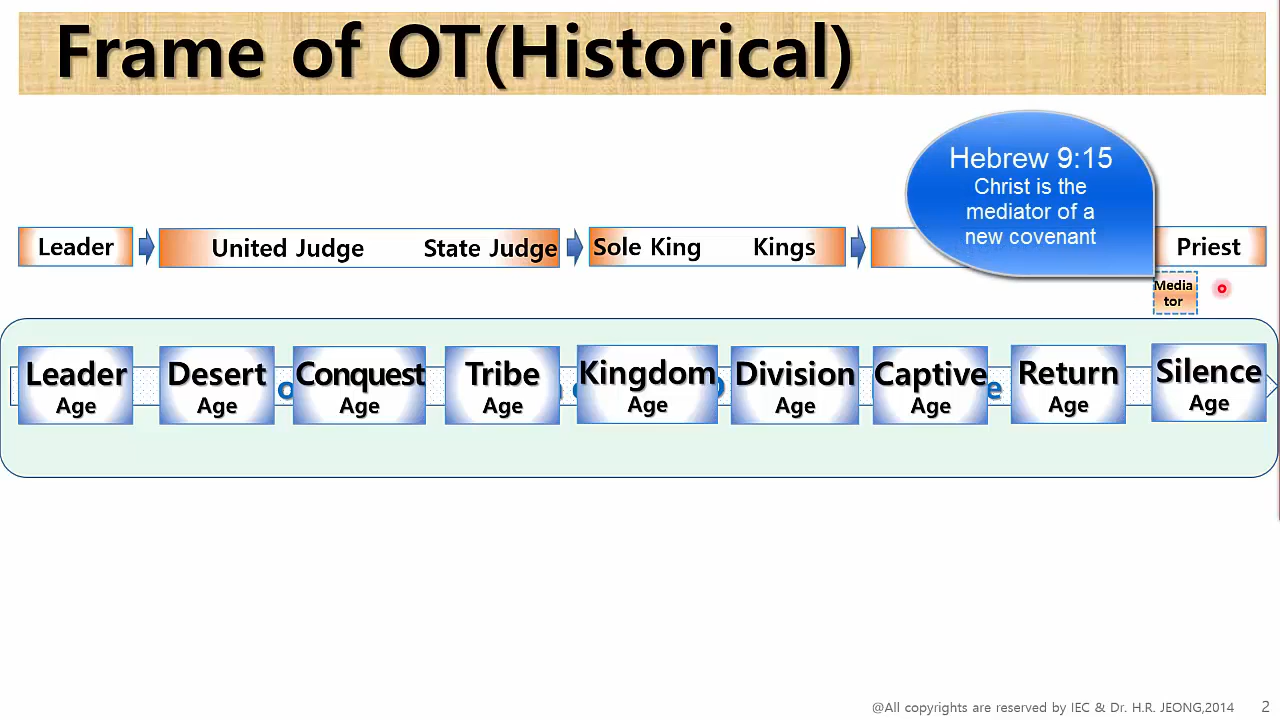 Frame of OT(Historical)
Hebrew 9:15
Christ is the
mediator of a
new covenant
Leader
United Judge
State Judge
Sole King
Kings
Priest
Media
tor
Leader
Age
Desert
Age
Conquest
Age
Tribe
Age
Kingdom
Age
Division
Age
Captive
Age
Return
Age
Silence
Age
@All copyrights are reserved by IEC & Dr. H.R. JEONG,2014
2